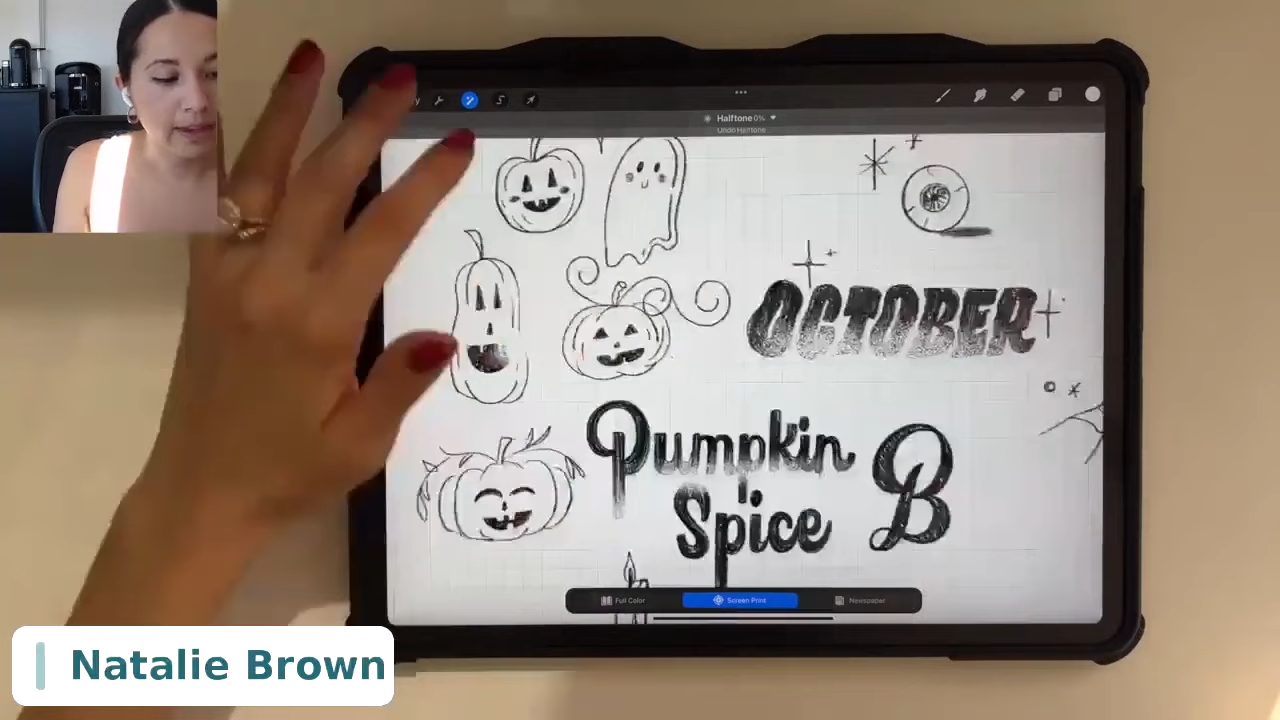 Halftone 0%
Undo Halftone
OCTOBER
Pumpkin
Spice
B
Full Color
Screen Print
Newspaper
Natalie Brown